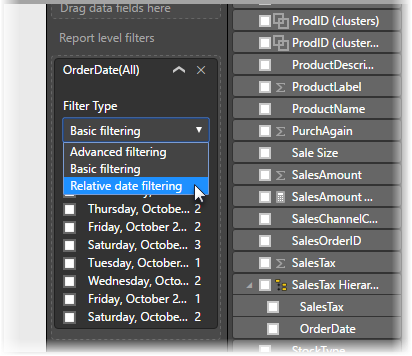 Drag data fields here
Report level filters
OrderDate(All)
Filter Type
Basic filtering
Advanced filtering
Basic filtering
Relative date filtering
Thursday, Octobe... 2
Friday, October 2... 2
Saturday, October... 3
Tuesday, October... 1
Wednesday, Octo... 2
Friday, October 2... 1
Saturday, October... 2
ProdID (clusters)
ProdID (cluster...
ProductDescri...
ProductLabel
ProductName
PurchAgain
Sale Size
SalesAmount
SalesAmount ...
SalesChannelC...
SalesOrderID
SalesTax
SalesTax Hierar...
SalesTax
OrderDate
StockType